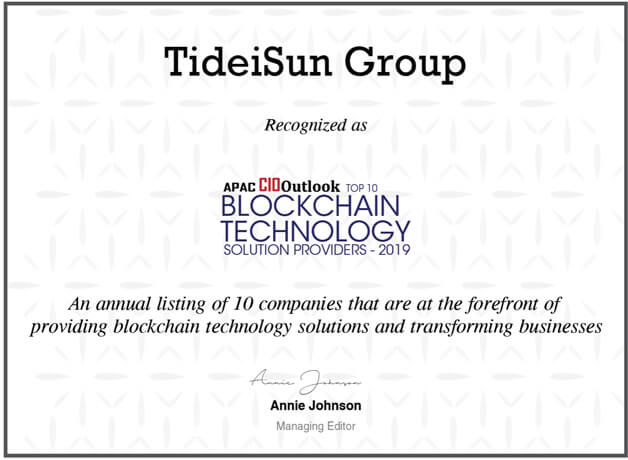 TideiSun Group
Recognized as
APAC CIOOutlook TOP 10
BLOCKCHAIN
TECHNOLOGY
SOLUTION PROVIDERS - 2019
An annual listing of 10 companies that are at the forefront of
providing blockchain technology solutions and transforming businesses
Annie Johnson
Annie Johnson
Managing Editor